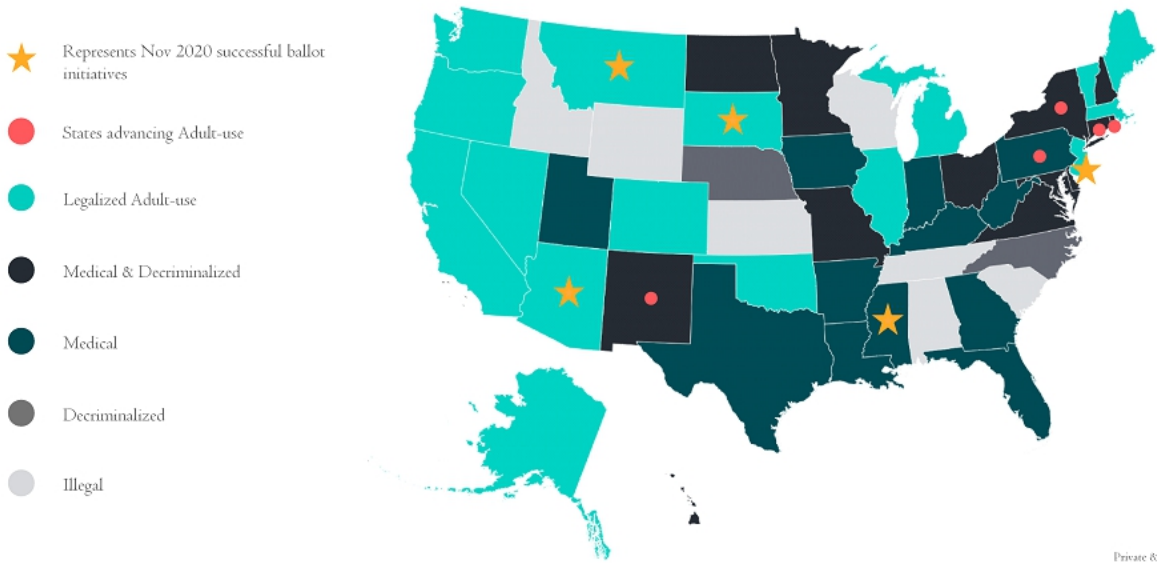 Represents Nov 2020 successful ballot
initiatives
States advancing Adult-use
Legalized Adult-use
Medical & Decriminalized
Medical
Decriminalized
Illegal
Private &